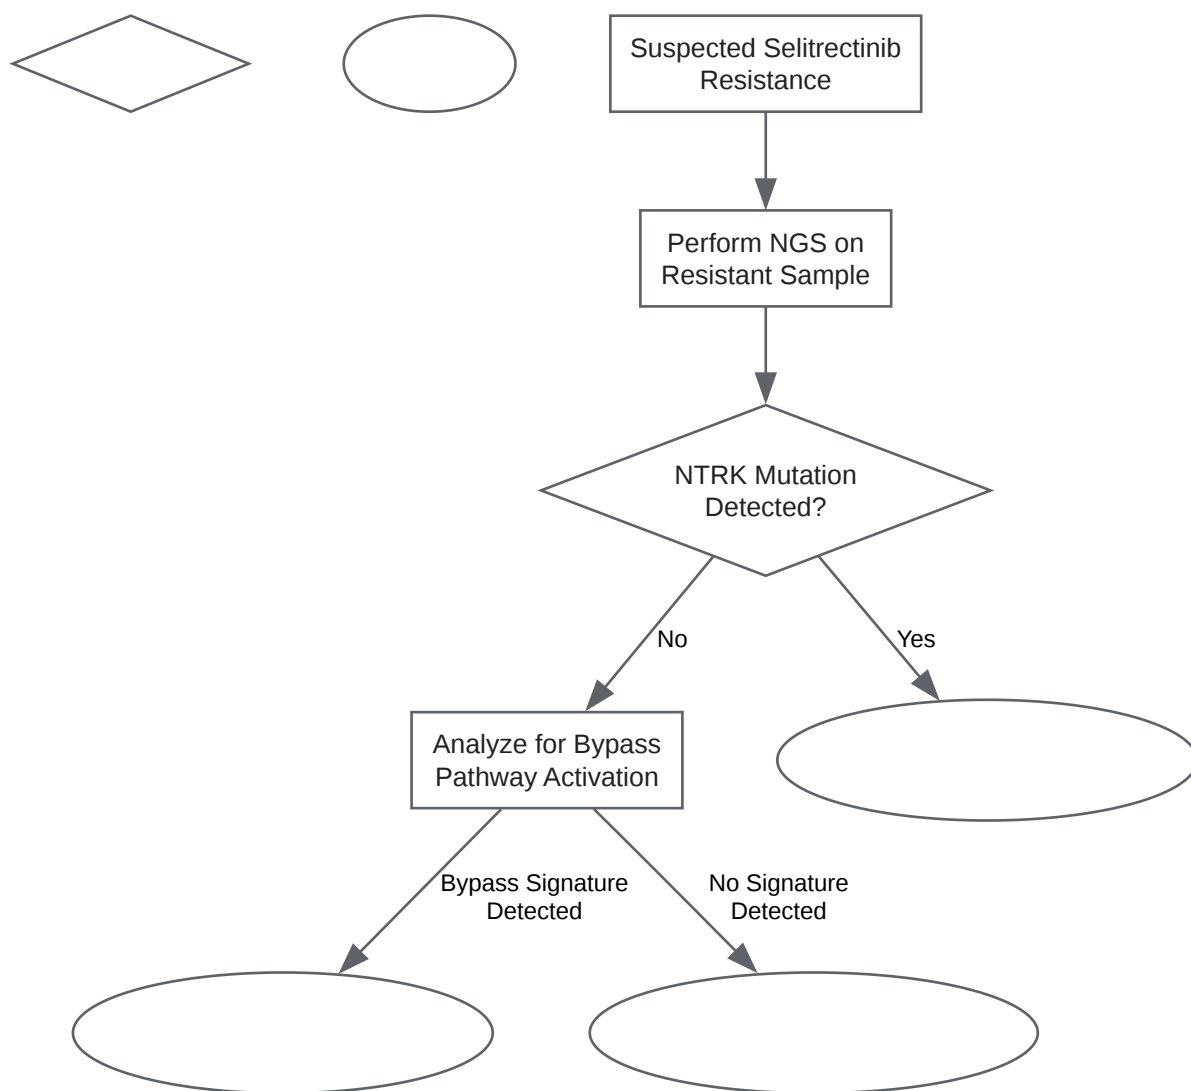 Suspected Selitrectinib
Resistance
Perform NGS on
Resistant Sample
NTRK Mutation
Detected?
No
Yes
Analyze for Bypass
Pathway Activation
Bypass Signature
Detected
No Signature
Detected